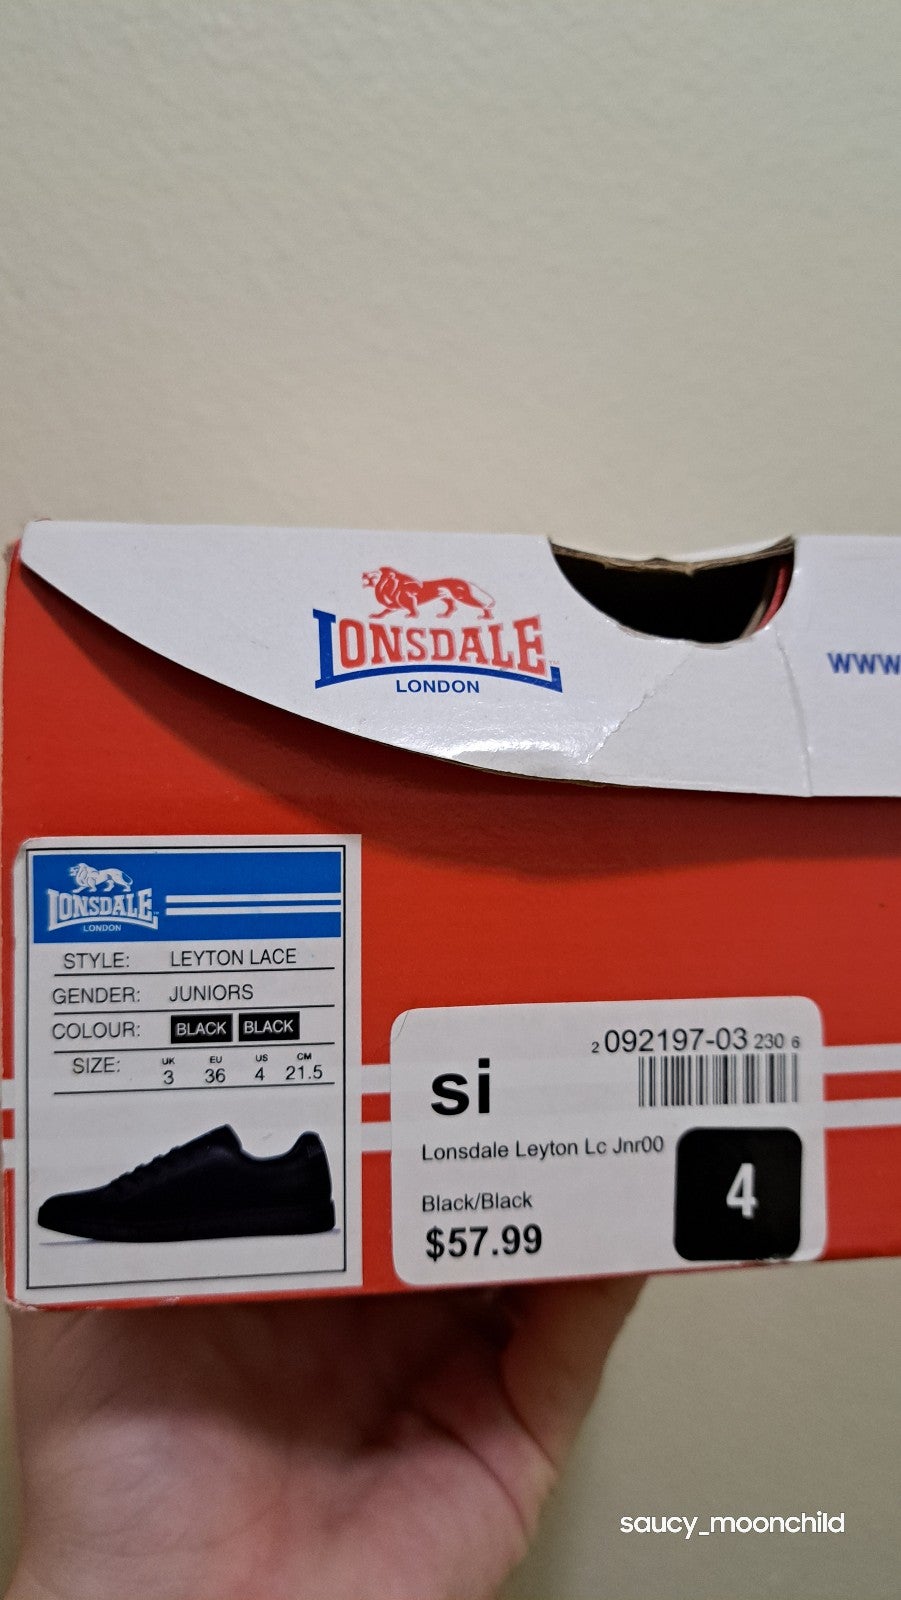 LONSDALE
LONDON
WWW
LONSDALE
LONDON
STYLE: LEYTON LACE
GENDER: JUNIORS
COLOUR: BLACK BLACK
SIZE: UK EU US CM
3 36 4 21.5
si
2 092197-03 230 6
Lonsdale Leyton Lc Jnr00
Black/Black
$57.99
4
saucy_moonchild